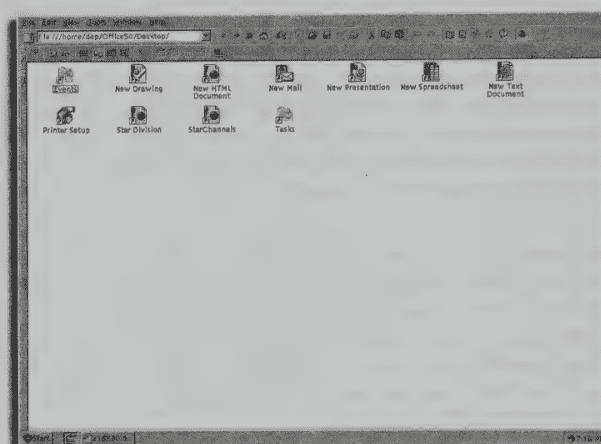 File Edit View Tools Window Help
file:///home/dep/Office50/Desktop/
Events
New Drawing
New HTML
Document
New Mail
New Presentation
New Spreadsheet
New Text
Document
Printer Setup
Star Division
StarChannels
Tasks
Start